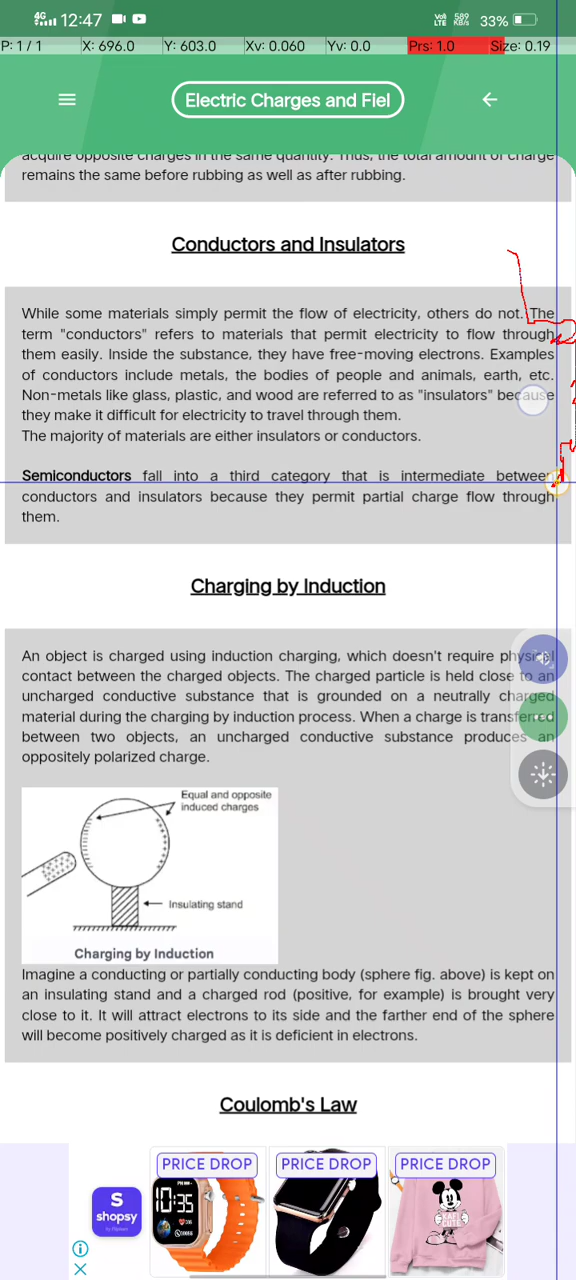 4G 12:47 Vo) LTE 589 KB/s 33%
P: 1 / 1 X: 696.0 Y: 603.0 Xv: 0.060 Yv: 0.0 Prs: 1.0 Size: 0.19
Electric Charges and Fiel
acquire opposite charges in the same quantity. Thus, the total amount of charge
remains the same before rubbing as well as after rubbing.
Conductors and Insulators
While some materials simply permit the flow of electricity, others do not. The
term "conductors" refers to materials that permit electricity to flow through
them easily. Inside the substance, they have free-moving electrons. Examples
of conductors include metals, the bodies of people and animals, earth, etc.
Non-metals like glass, plastic, and wood are referred to as "insulators" because
they make it difficult for electricity to travel through them.
The majority of materials are either insulators or conductors.
Semiconductors fall into a third category that is intermediate between
conductors and insulators because they permit partial charge flow through
them.
Charging by Induction
An object is charged using induction charging, which doesn't require physical
contact between the charged objects. The charged particle is held close to an
uncharged conductive substance that is grounded on a neutrally charged
material during the charging by induction process. When a charge is transferred
between two objects, an uncharged conductive substance produces an
oppositely polarized charge.
Equal and opposite
induced charges
Insulating stand
Charging by Induction
Imagine a conducting or partially conducting body (sphere fig. above) is kept on
an insulating stand and a charged rod (positive, for example) is brought very
close to it. It will attract electrons to its side and the farther end of the sphere
will become positively charged as it is deficient in electrons.
Coulomb's Law
PRICE DROP PRICE DROP PRICE DROP
S
shopsy
10:35